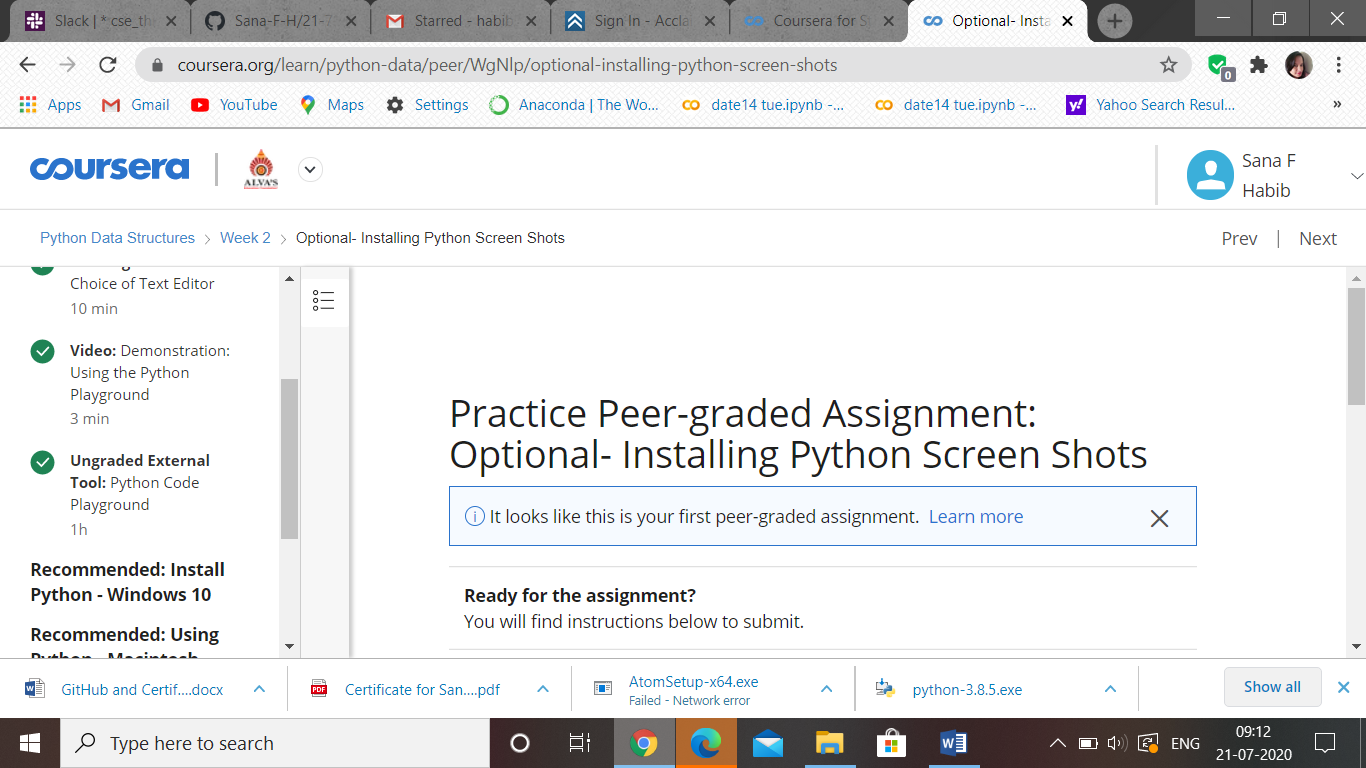 Slack | * cse_th
Sana-F-H/21-7
Starred - habib
Sign In - Accla
Coursera for S
Optional- Insta
coursera.org/learn/python-data/peer/WgNlp/optional-installing-python-screen-shots
0
Apps
Gmail
YouTube
Maps
Settings
Anaconda | The Wo...
date14 tue.ipynb -...
date14 tue.ipynb -...
Yahoo Search Resul...
»
coursera
ALVA'S
Sana F
Habib
Python Data Structures > Week 2 > Optional- Installing Python Screen Shots
Prev | Next
Choice of Text Editor
10 min
Video: Demonstration:
Using the Python
Playground
3 min
Ungraded External
Tool: Python Code
Playground
1h
Recommended: Install
Python - Windows 10
Recommended: Using
Python - Macintosh
Practice Peer-graded Assignment:
Optional- Installing Python Screen Shots
It looks like this is your first peer-graded assignment. Learn more
Ready for the assignment?
You will find instructions below to submit.
GitHub and Certif....docx
Certificate for San....pdf
AtomSetup-x64.exe
Failed - Network error
python-3.8.5.exe
Show all
Type here to search
ENG
09:12
21-07-2020